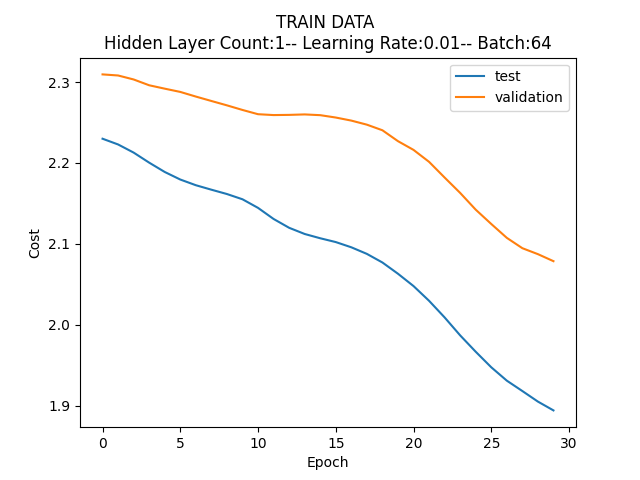 TRAIN DATA
Hidden Layer Count:1-- Learning Rate:0.01-- Batch:64
test
validation
2.3
2.2
2.1
2.0
1.9
Cost
0 5 10 15 20 25 30
Epoch